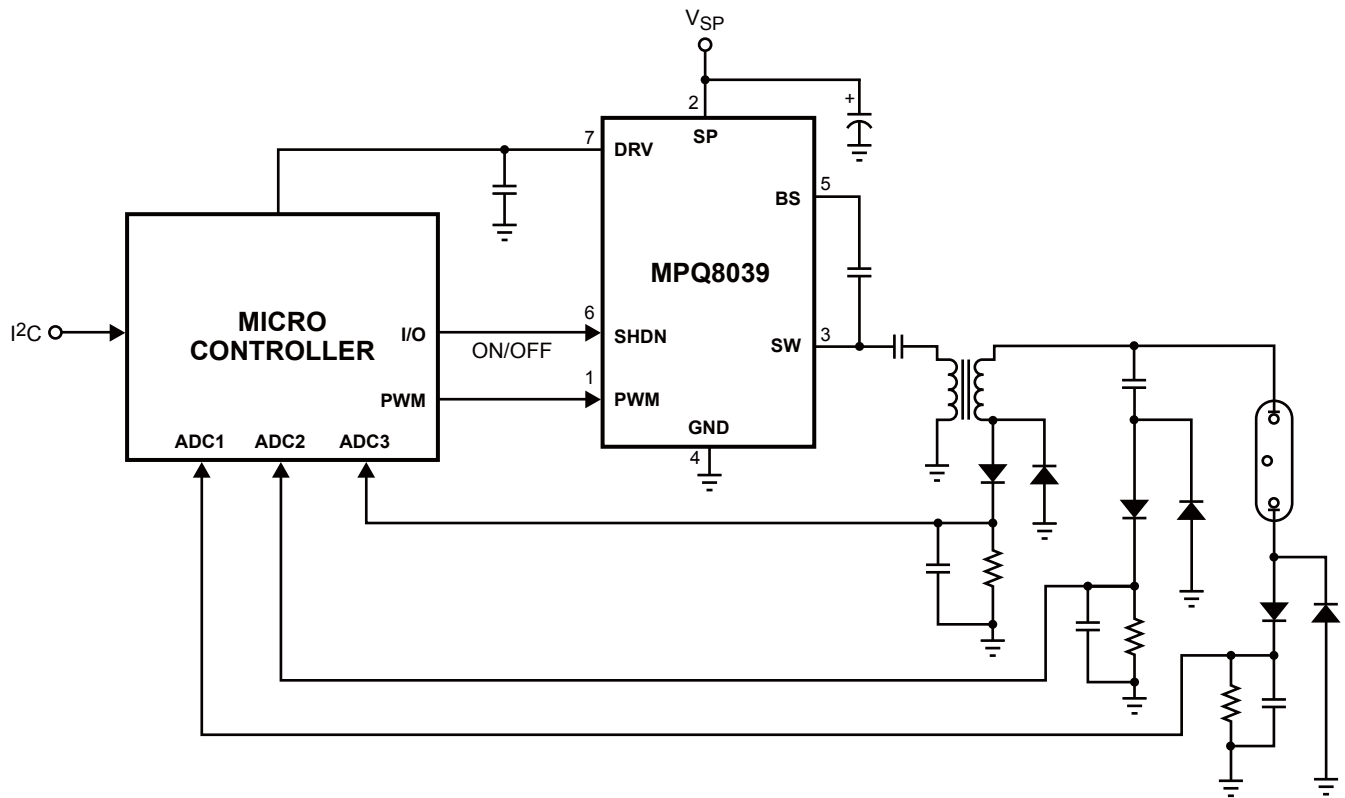 VSP
+
2
SP
7
DRV
5
BS
MPQ8039
MICRO
CONTROLLER
I2C
I/O
ON/OFF
6
SHDN
3
SW
PWM
1
PWM
GND
4
ADC1 ADC2 ADC3